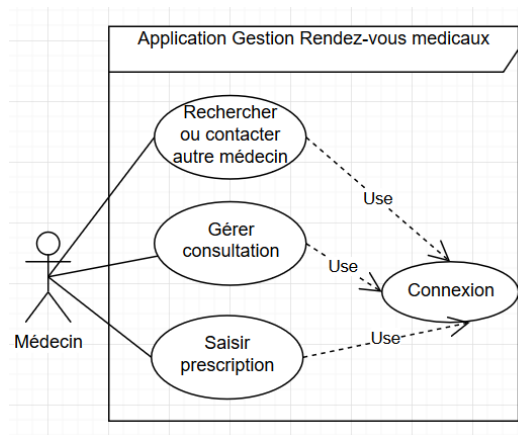 Application Gestion Rendez-vous medicaux
Rechercher
ou contacter
autre médecin
Use
Gérer
consultation
Use
Connexion
Médecin
Saisir
prescription
Use